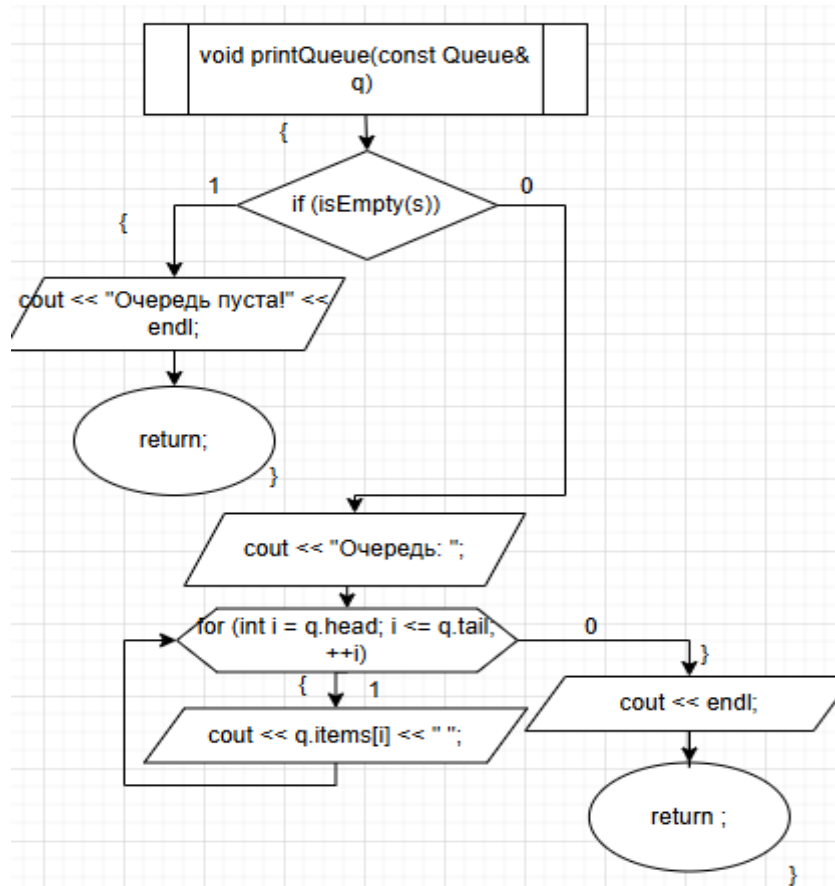 void printQueue(const Queue&
q)
{
if (isEmpty(s))
1
0
{
cout << "Очередь пуста!" <<
endl;
return;
}
cout << "Очередь: ";
for (int i = q.head; i <= q.tail;
++i)
0
}
{
1
cout << q.items[i] << " ";
cout << endl;
return ;
}